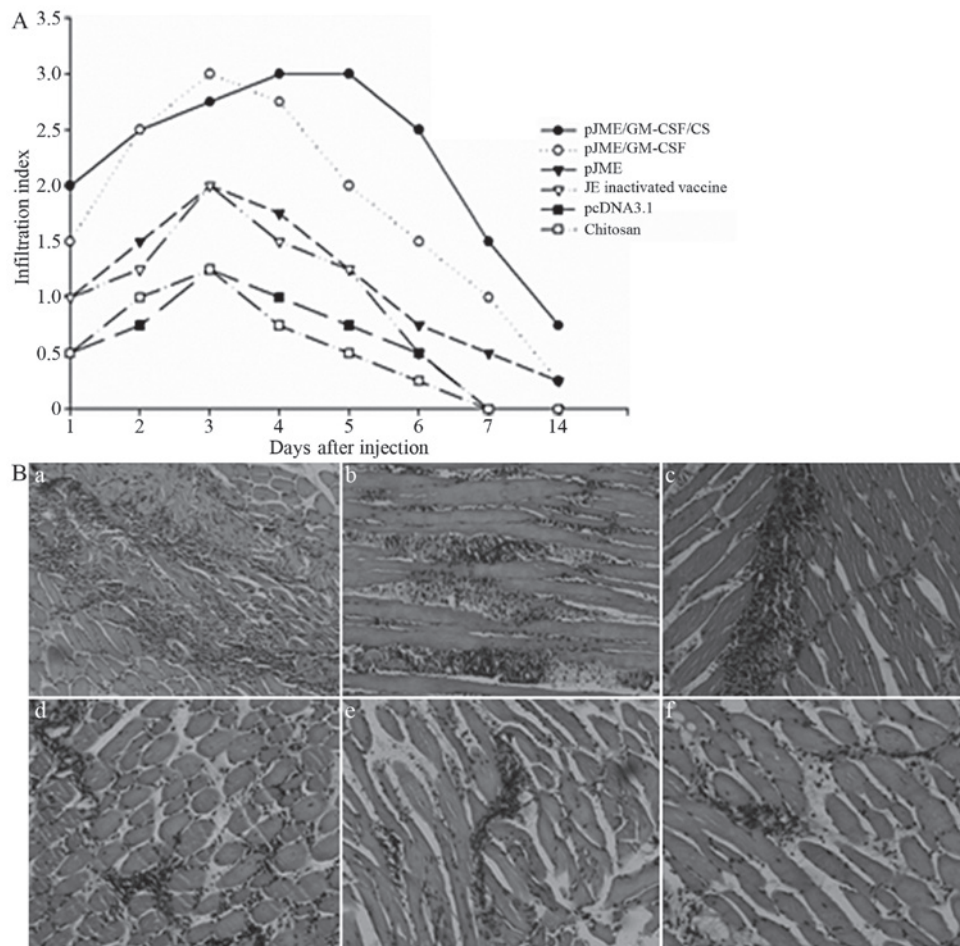 A
3.5
3.0
2.5
2.0
1.5
1.0
0.5
0
Infiltration index
1 2 3 4 5 6 7 14
Days after injection
pJME/GM-CSF/CS
pJME/GM-CSF
pJME
JE inactivated vaccine
pcDNA3.1
Chitosan
B
a b c
d e f